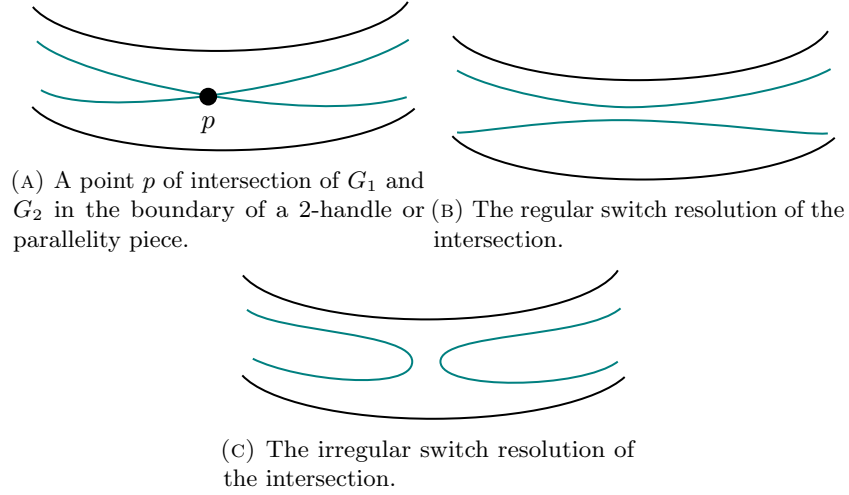 p
(A) A point p of intersection of G₁ and
G₂ in the boundary of a 2-handle or
parallelity piece.
(B) The regular switch resolution of the
intersection.
(C) The irregular switch resolution of
the intersection.